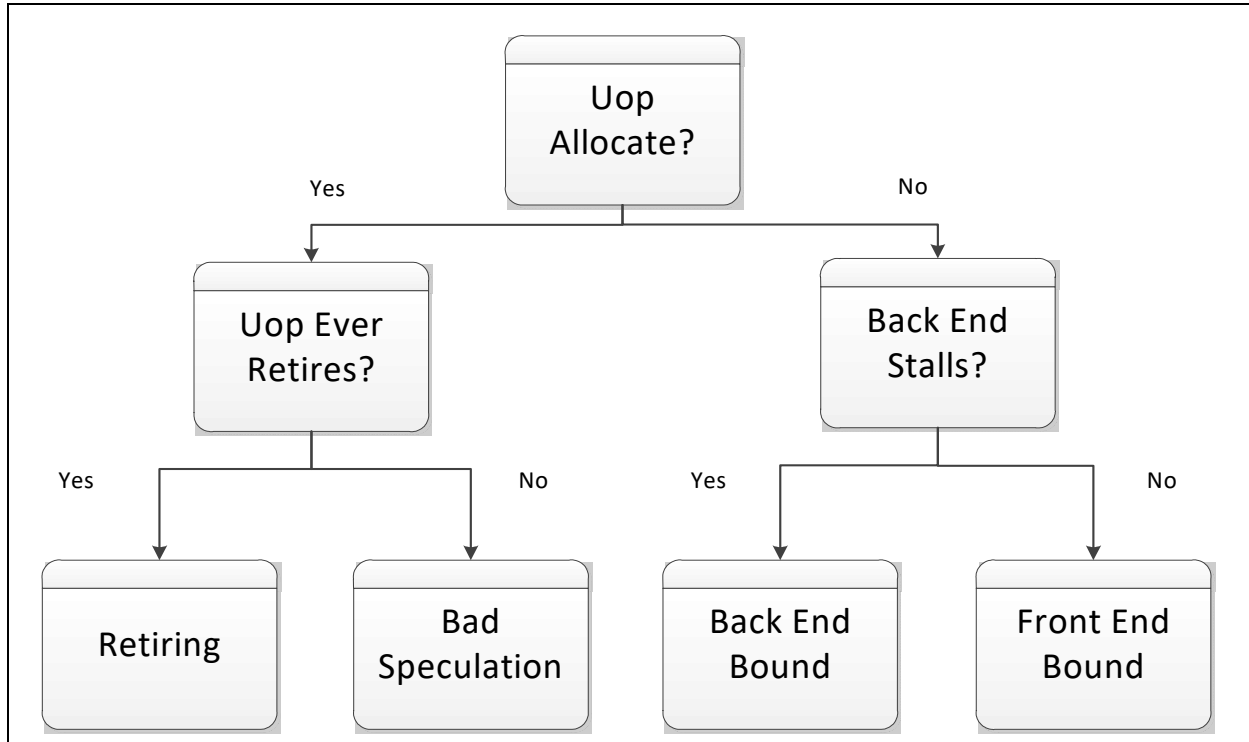 Uop
Allocate?
Yes
No
Uop Ever
Retires?
Back End
Stalls?
Yes
No
Yes
No
Retiring
Bad
Speculation
Back End
Bound
Front End
Bound